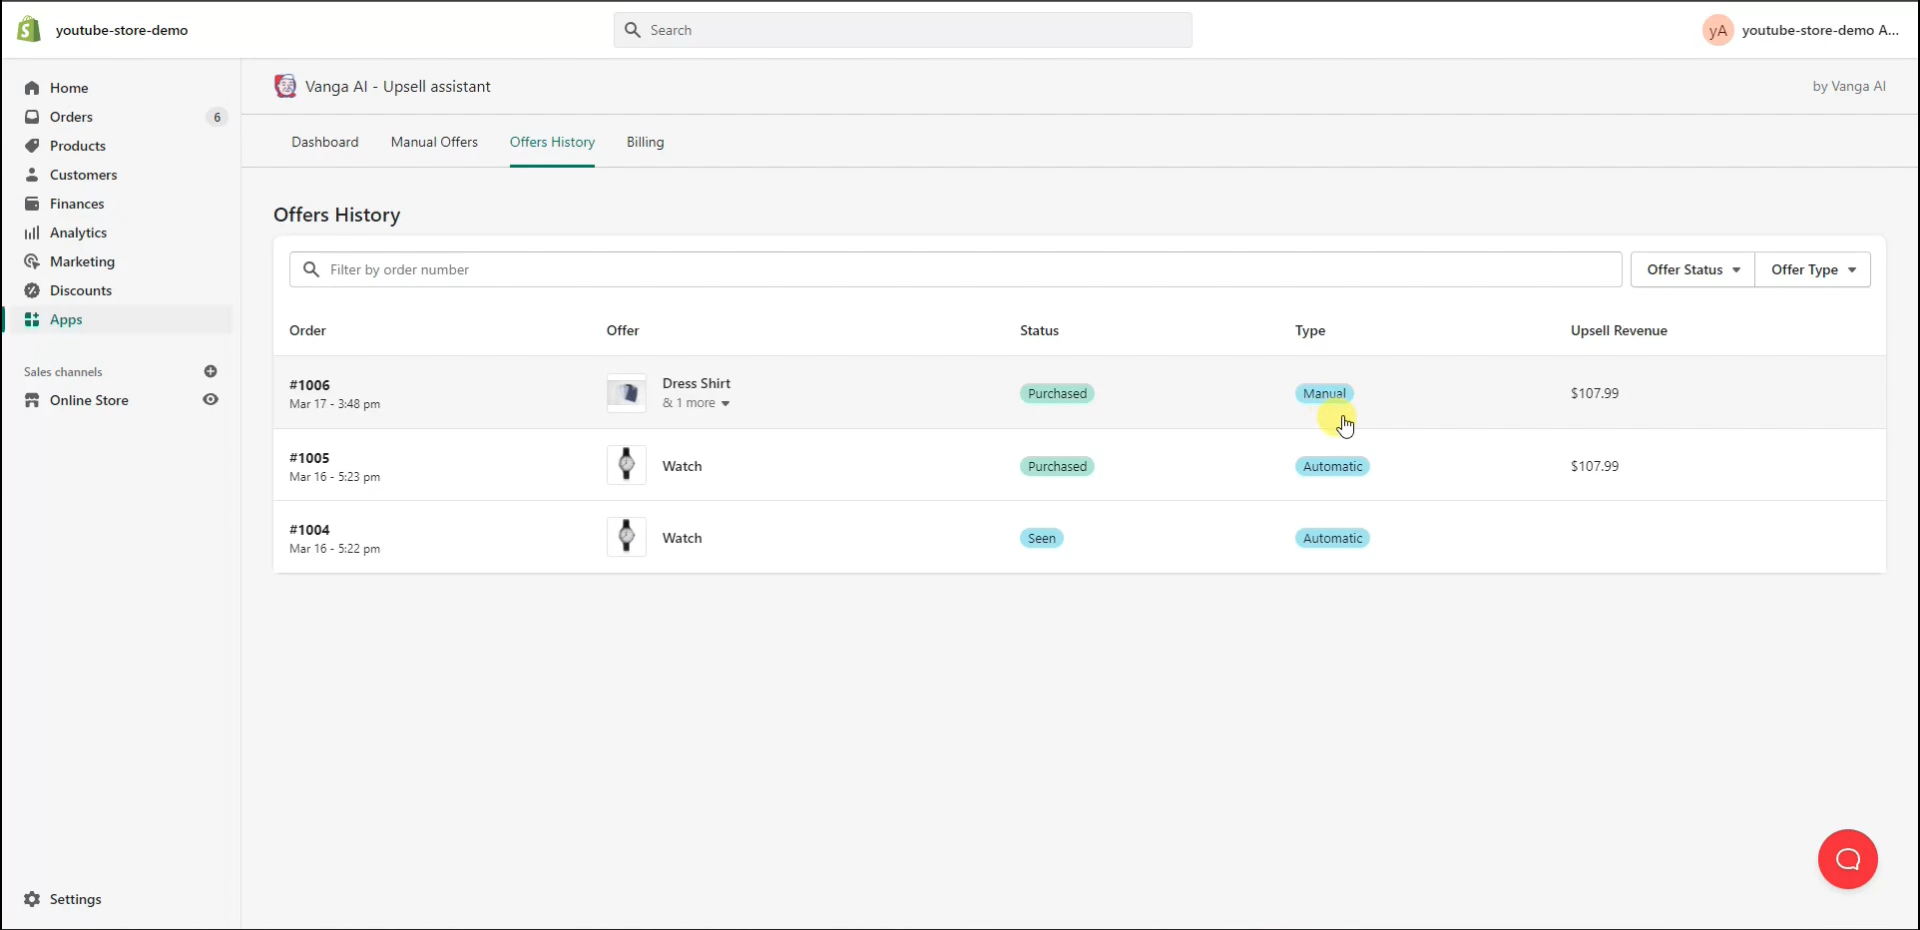 youtube-store-demo
Search
yA youtube-store-demo A...
Home
Orders 6
Products
Customers
Finances
Analytics
Marketing
Discounts
Apps
Sales channels
Online Store
Settings
Vanga AI - Upsell assistant
by Vanga AI
Dashboard Manual Offers Offers History Billing
Offers History
Filter by order number
Offer Status Offer Type
Order Offer Status Type Upsell Revenue
#1006 Dress Shirt Purchased Manual $107.99
Mar 17 - 3:48 pm & 1 more
#1005 Watch Purchased Automatic $107.99
Mar 16 - 5:23 pm
#1004 Watch Seen Automatic
Mar 16 - 5:22 pm